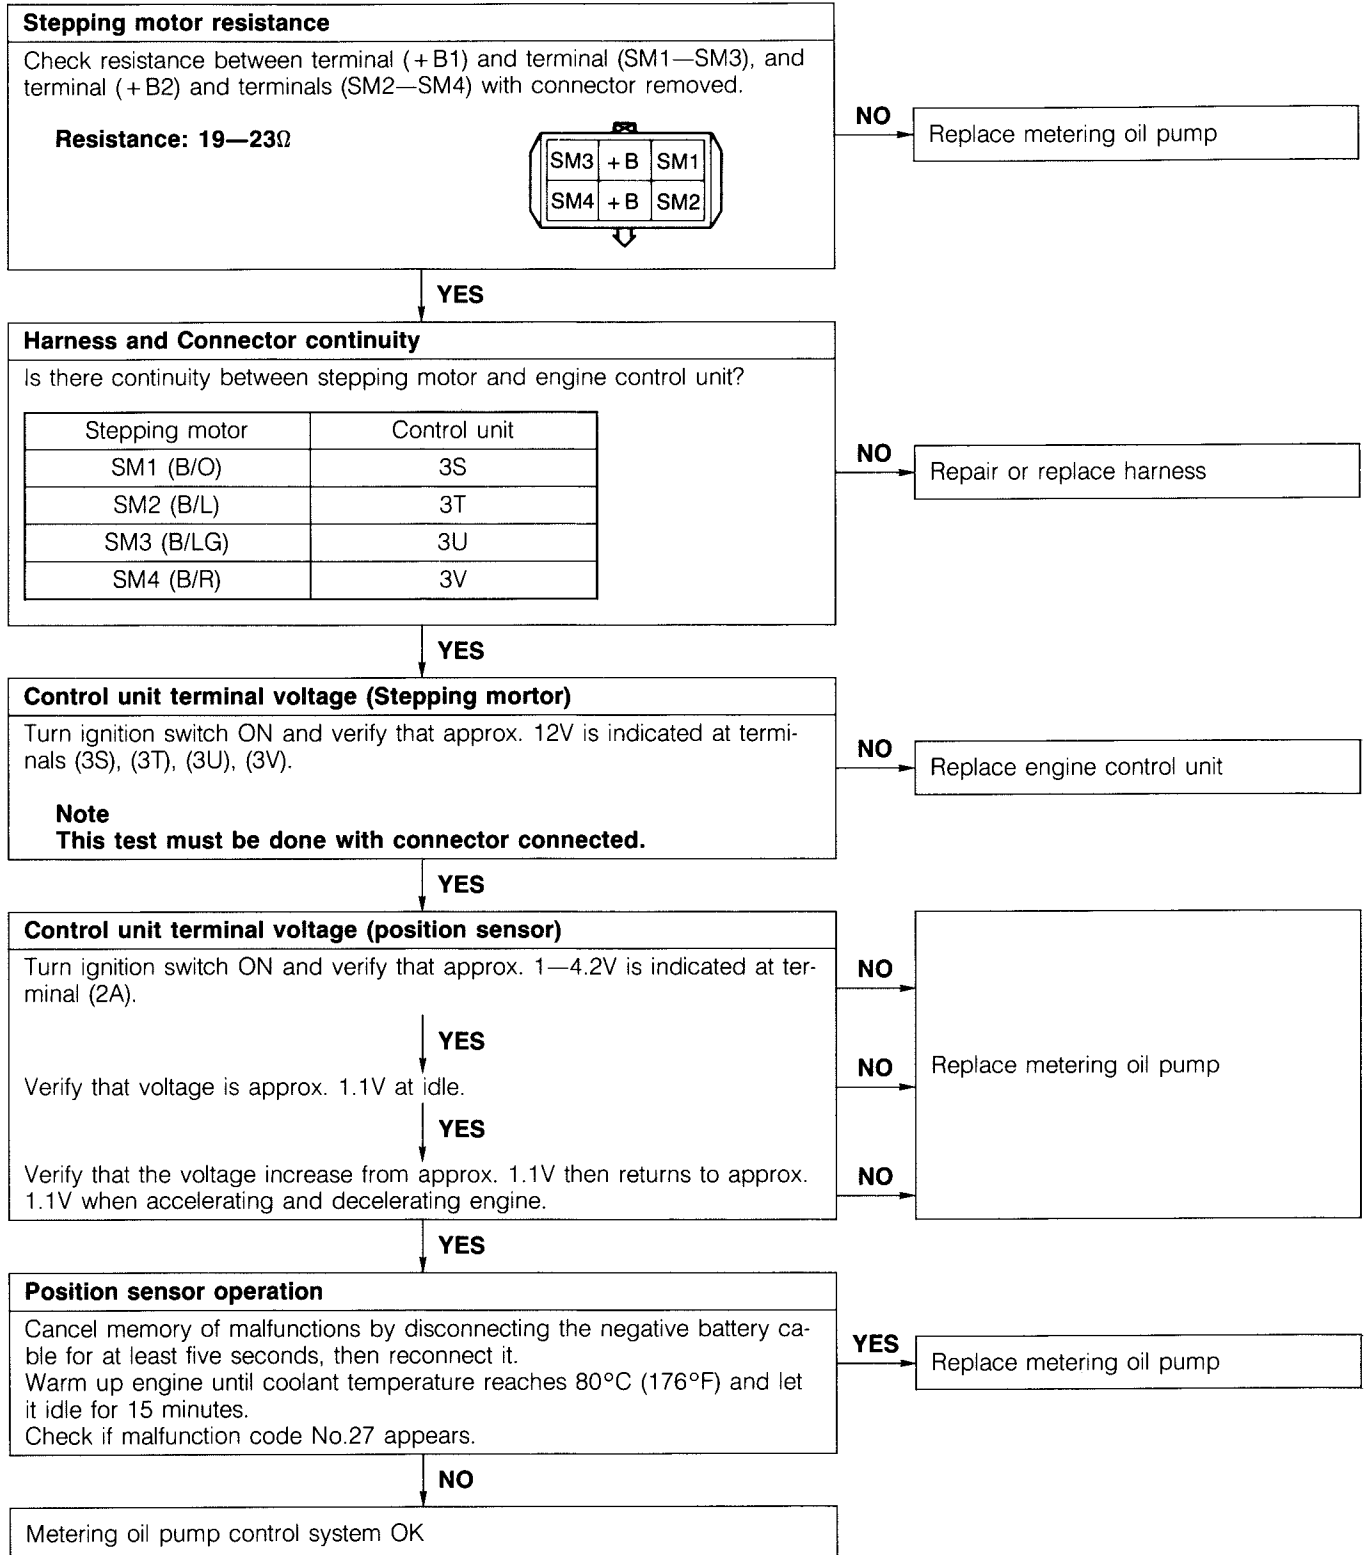 Stepping motor resistance
Check resistance between terminal (+B1) and terminal (SM1—SM3), and
terminal (+B2) and terminals (SM2—SM4) with connector removed.
Resistance: 19—23Ω
SM3 +B SM1
SM4 +B SM2
NO
Replace metering oil pump
YES
Harness and Connector continuity
Is there continuity between stepping motor and engine control unit?
Stepping motor Control unit
SM1 (B/O) 3S
SM2 (B/L) 3T
SM3 (B/LG) 3U
SM4 (B/R) 3V
NO
Repair or replace harness
YES
Control unit terminal voltage (Stepping mortor)
Turn ignition switch ON and verify that approx. 12V is indicated at termi-
nals (3S), (3T), (3U), (3V).
Note
This test must be done with connector connected.
NO
Replace engine control unit
YES
Control unit terminal voltage (position sensor)
Turn ignition switch ON and verify that approx. 1—4.2V is indicated at ter-
minal (2A).
NO
YES
Verify that voltage is approx. 1.1V at idle.
NO
Replace metering oil pump
YES
Verify that the voltage increase from approx. 1.1V then returns to approx.
1.1V when accelerating and decelerating engine.
NO
YES
Position sensor operation
Cancel memory of malfunctions by disconnecting the negative battery ca-
ble for at least five seconds, then reconnect it.
Warm up engine until coolant temperature reaches 80°C (176°F) and let
it idle for 15 minutes.
Check if malfunction code No.27 appears.
YES
Replace metering oil pump
NO
Metering oil pump control system OK